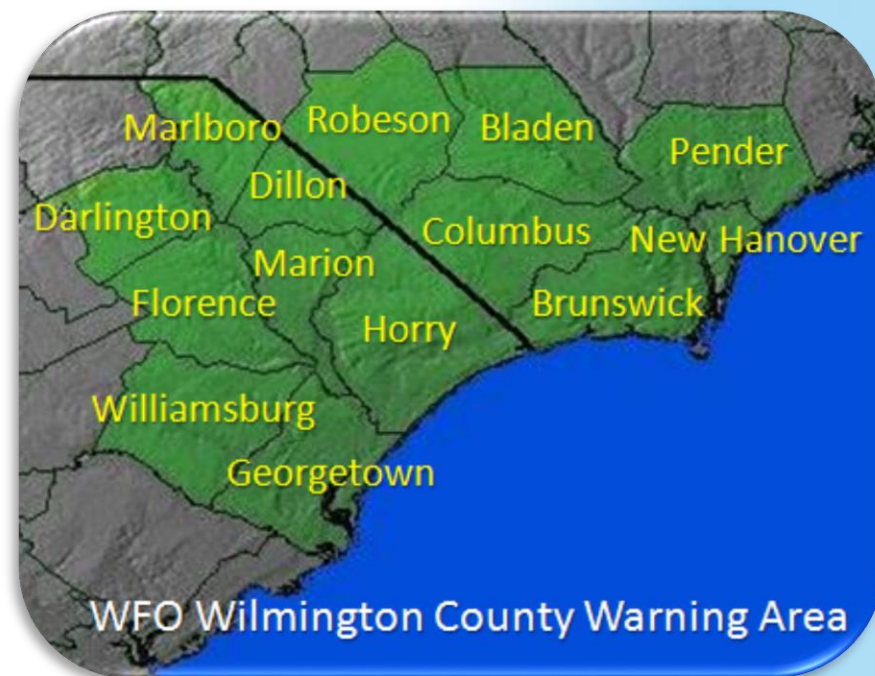 Marlboro
Robeson
Bladen
Pender
Dillon
Darlington
Columbus
New Hanover
Marion
Florence
Brunswick
Horry
Williamsburg
Georgetown
WFO Wilmington County Warning Area